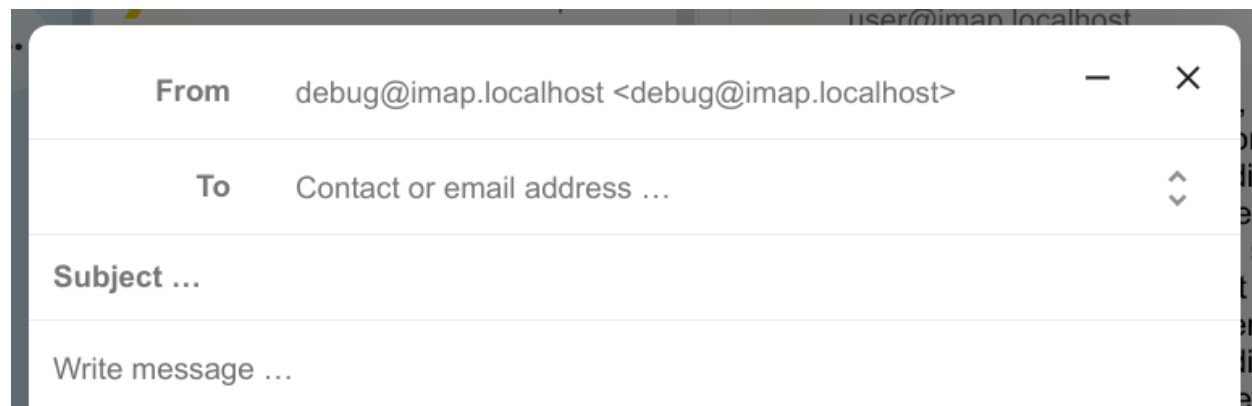 user@imap.localhost
From debug@imap.localhost <debug@imap.localhost>
To Contact or email address …
Subject …
Write message …